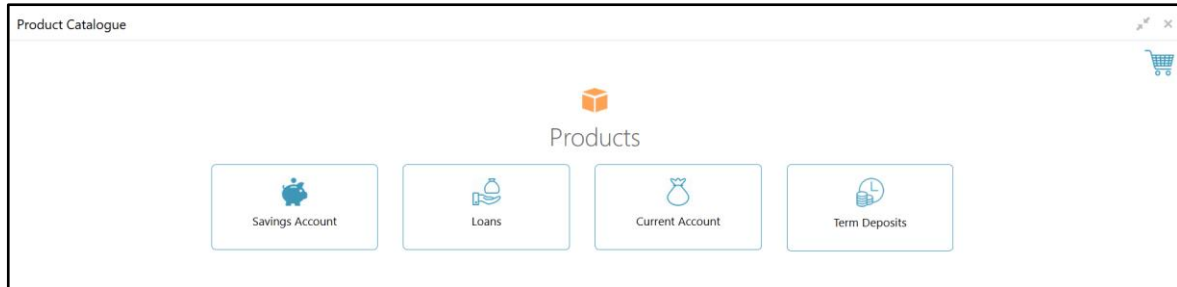 Product Catalogue
Products
Savings Account
Loans
Current Account
Term Deposits